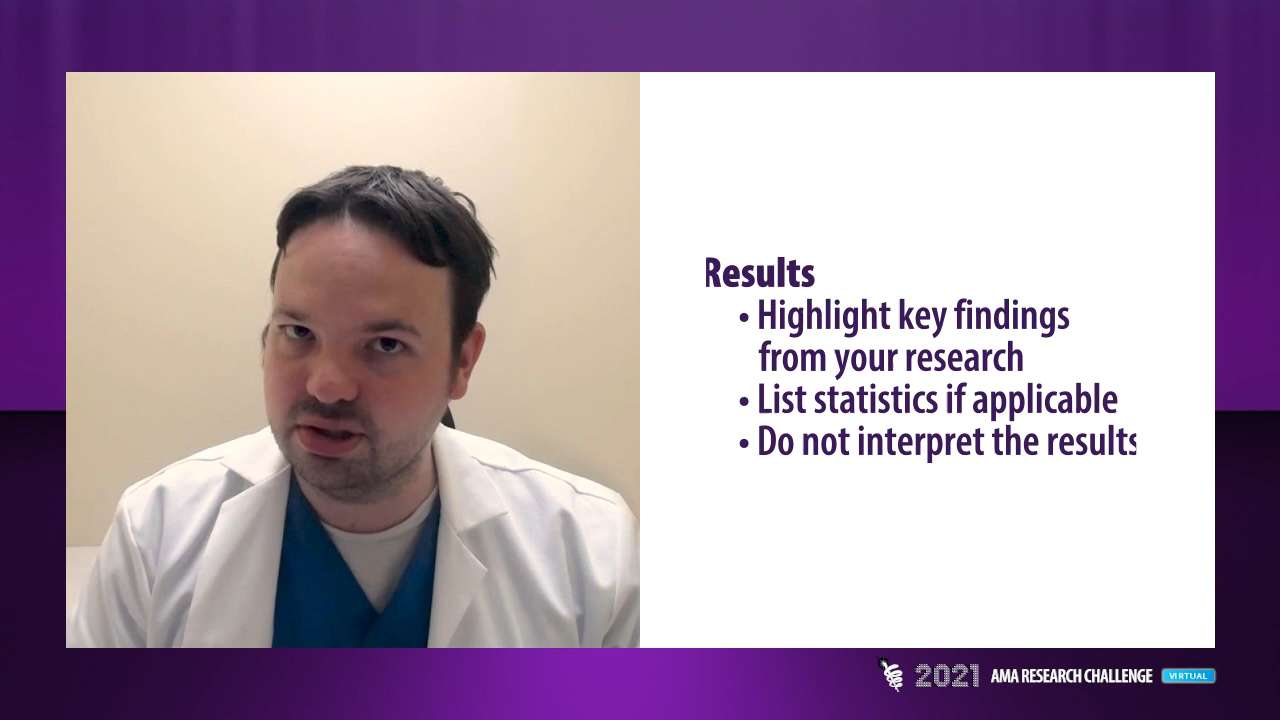 Results
• Highlight key findings
from your research
• List statistics if applicable
• Do not interpret the results
2021 AMA RESEARCH CHALLENGE VIRTUAL